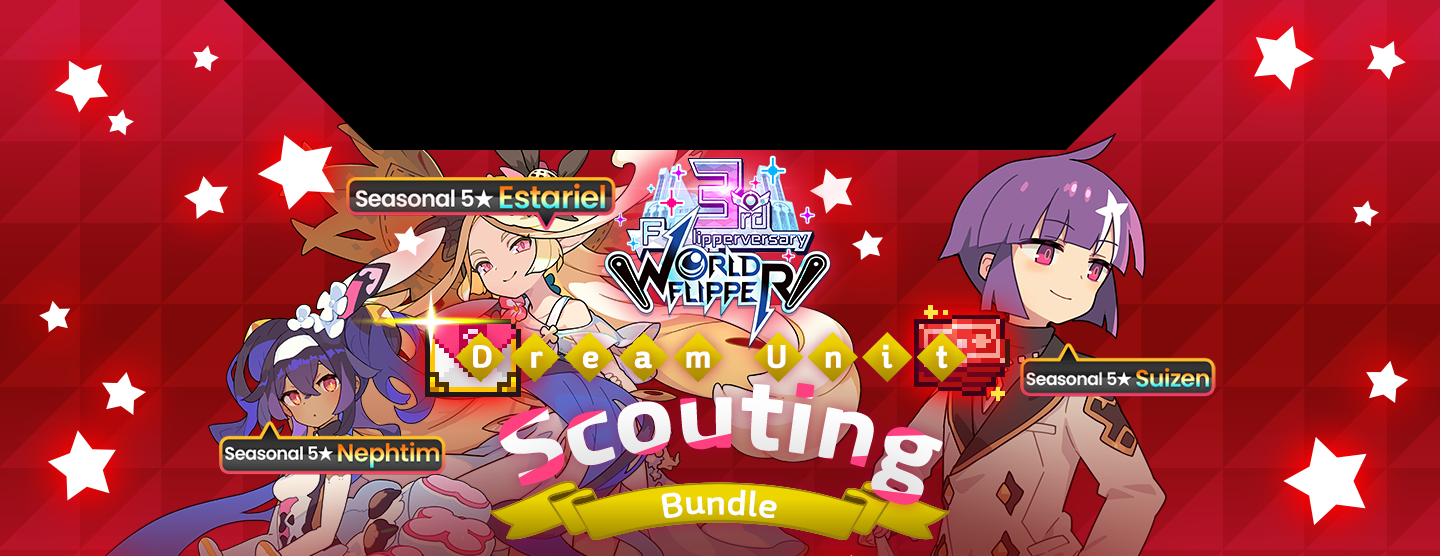 Seasonal 5★ Estariel
3rd
Flipperversary
WORLD
FLIPPER
Dream Unit
Seasonal 5★ Suizen
Scouting
Seasonal 5★ Nephtim
Bundle